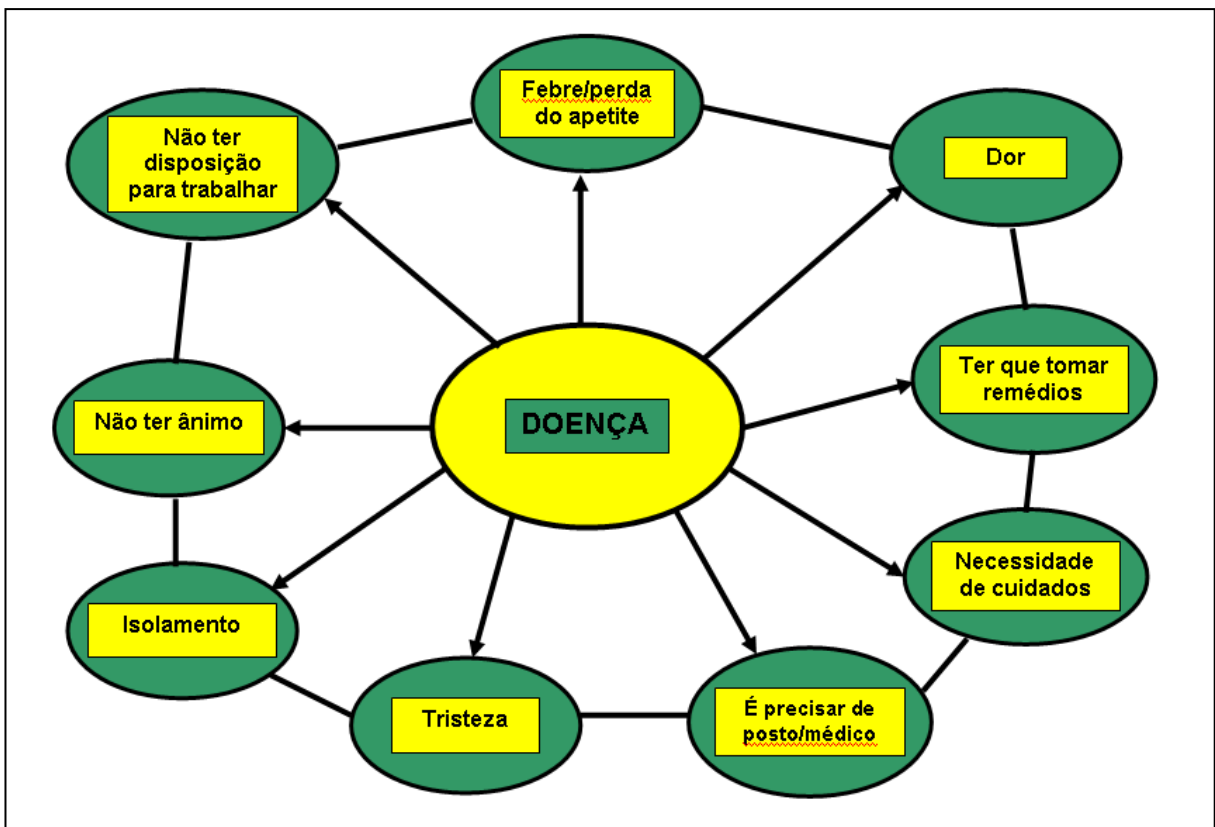 Febre/perda
do apetite
Não ter
disposição
para trabalhar
Dor
Ter que tomar
remédios
Não ter ânimo
DOENÇA
Necessidade
de cuidados
Isolamento
Tristeza
É precisar de
posto/médico